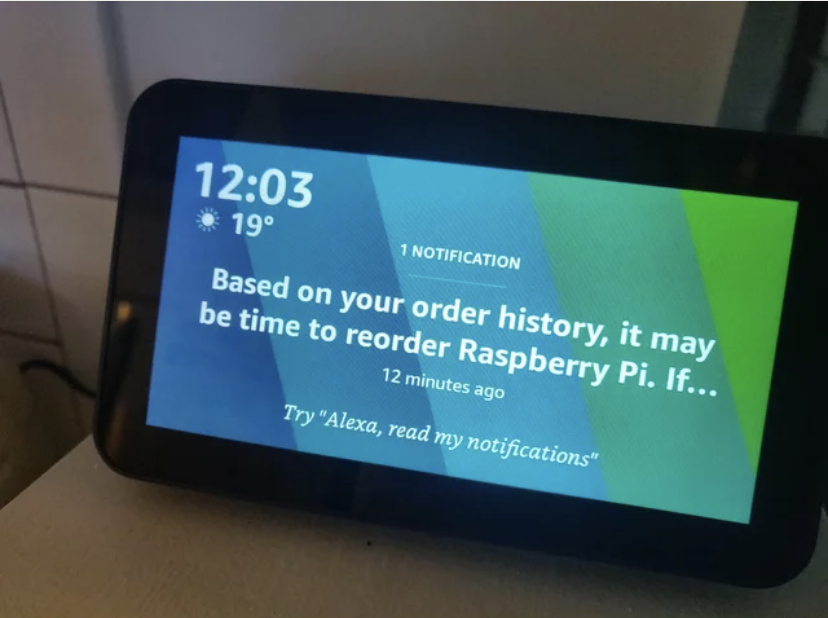 12:03
19°
1 NOTIFICATION
Based on your order history, it may
be time to reorder Raspberry Pi. If...
12 minutes ago
Try "Alexa, read my notifications"